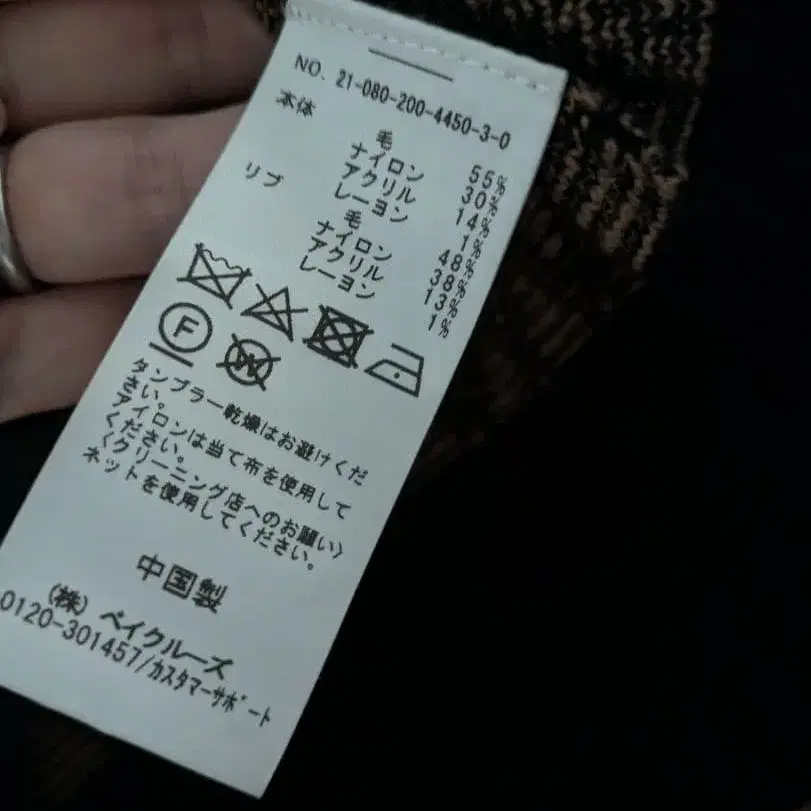 NO. 21-080-200-4450-3-0
本体
毛 55%
ナイロン 30%
アクリル 14%
レーヨン 1%
リブ
毛 48%
ナイロン 38%
アクリル 13%
レーヨン 1%
F
W
タンブラー乾燥はお避けくだ
さい。
アイロンは当て布を使用して
ください。
〈クリーニング店へのお願い〉
ネットを使用してください。
中国製
(株) ベイクルーズ
0120-301457/カスタマーサポート